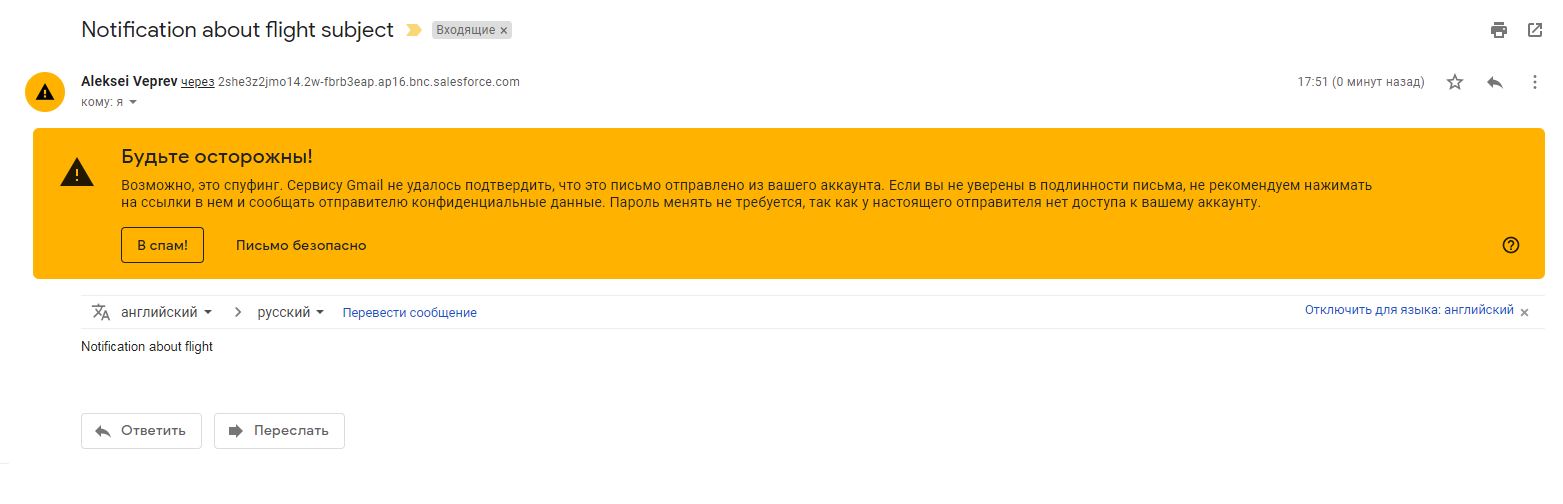 Notification about flight subject Входящие ×
Aleksei Veprev через 2she3z2jmo14.2w-fbrb3eap.ap16.bnc.salesforce.com 17:51 (0 минут назад)
кому: я
Будьте осторожны!
Возможно, это спуфинг. Сервису Gmail не удалось подтвердить, что это письмо отправлено из вашего аккаунта. Если вы не уверены в подлинности письма, не рекомендуем нажимать
на ссылки в нем и сообщать отправителю конфиденциальные данные. Пароль менять не требуется, так как у настоящего отправителя нет доступа к вашему аккаунту.
В спам! Письмо безопасно
английский > русский Перевести сообщение Отключить для языка: английский ×
Notification about flight
Ответить Переслать